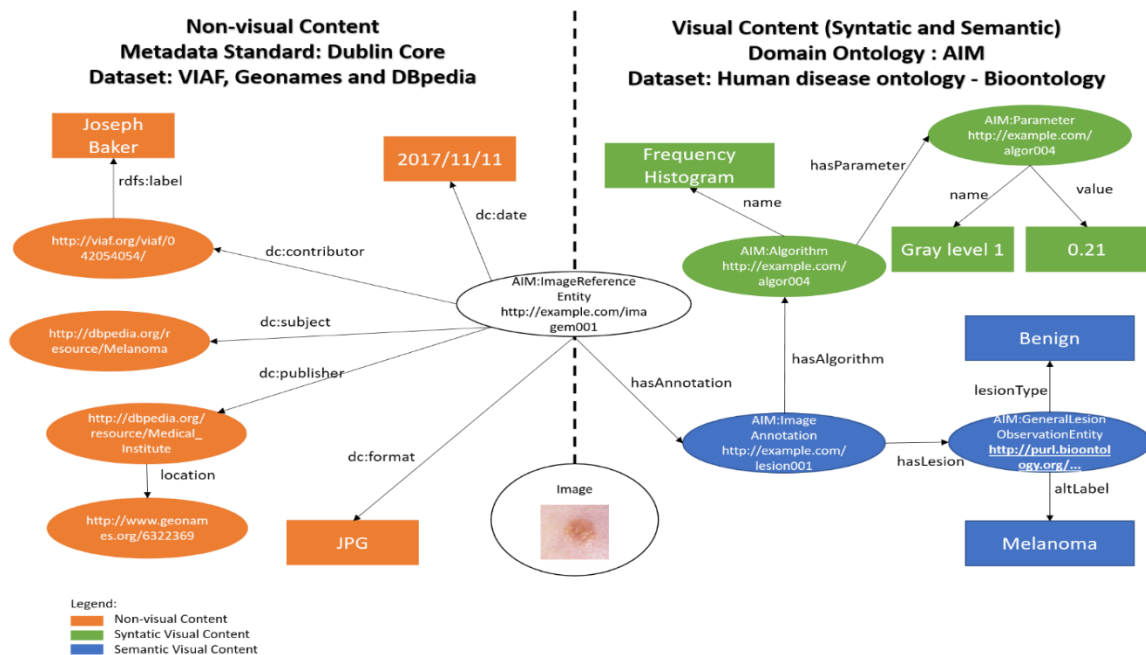 Non-visual Content
Metadata Standard: Dublin Core
Dataset: VIAF, Geonames and DBpedia
Visual Content (Syntatic and Semantic)
Domain Ontology : AIM
Dataset: Human disease ontology - Bioontology
Joseph
Baker
rdfs:label
http://viaf.org/viaf/0
42054054/
2017/11/11
dc:date
dc:contributor
AIM:ImageReference
Entity
http://example.com/ima
gem001
dc:subject
http://dbpedia.org/r
esource/Melanoma
dc:publisher
http://dbpedia.org/
resource/Medical_
Institute
location
http://www.geonam
es.org/6322369
dc:format
JPG
Image
Frequency
Histogram
name
hasParameter
AIM:Parameter
http://example.com/
algor004
name
value
Gray level 1
0.21
AIM:Algorithm
http://example.com/
algor004
hasAlgorithm
hasAnnotation
AIM:Image
Annotation
http://example.com/
lesion001
hasLesion
Benign
lesionType
AIM:GeneralLesion
ObservationEntity
http://purl.bioontol
ogy.org/...
altLabel
Melanoma
Legend:
Non-visual Content
Syntatic Visual Content
Semantic Visual Content